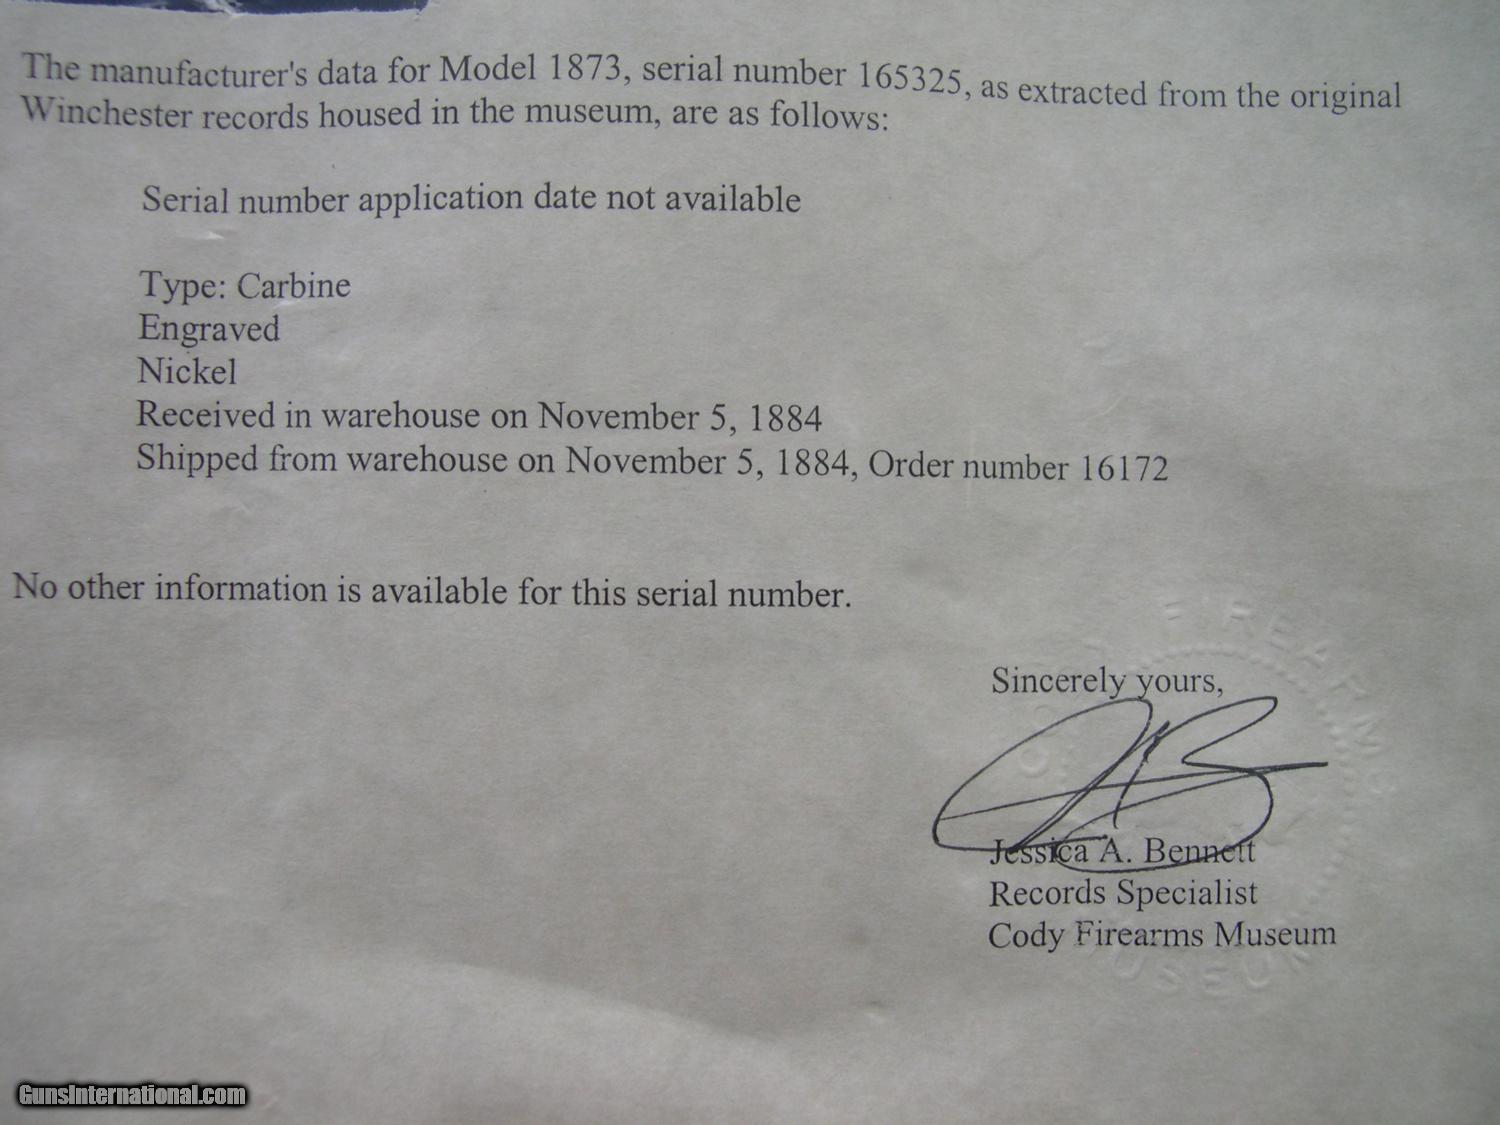 The manufacturer's data for Model 1873, serial number 165325, as extracted from the original
Winchester records housed in the museum, are as follows:
Serial number application date not available
Type: Carbine
Engraved
Nickel
Received in warehouse on November 5, 1884
Shipped from warehouse on November 5, 1884, Order number 16172
No other information is available for this serial number.
FIREARMS
Sincerely yours,
Jessica A. Bennett
Records Specialist
Cody Firearms Museum
MUSEUM
GunsInternational.com